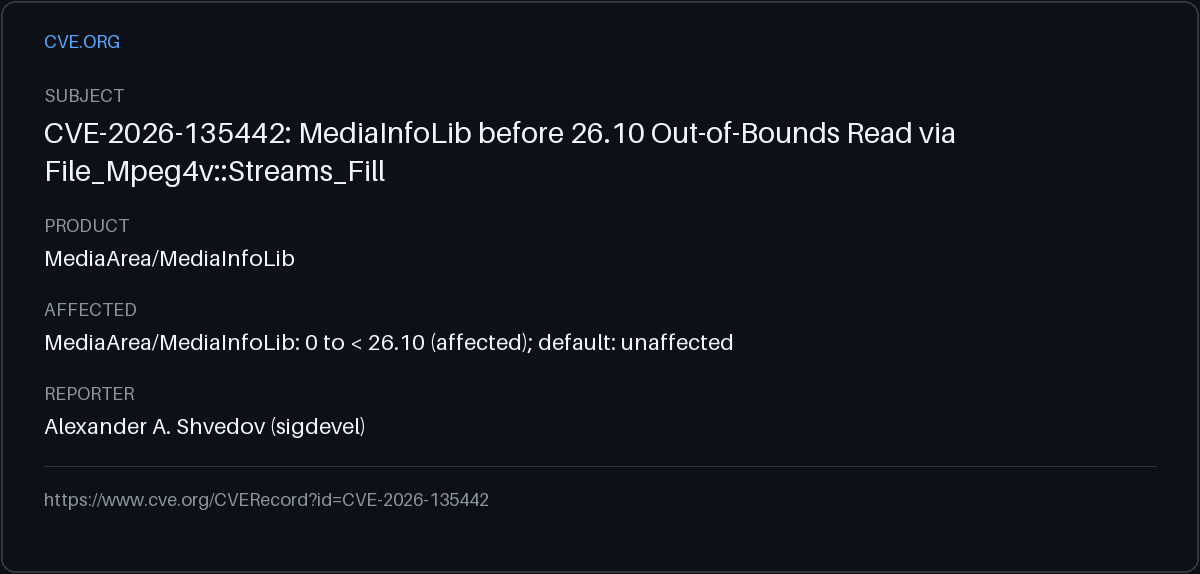 CVE.ORG
SUBJECT
CVE-2026-135442: MediaInfoLib before 26.10 Out-of-Bounds Read via
File_Mpeg4v::Streams_Fill
PRODUCT
MediaArea/MediaInfoLib
AFFECTED
MediaArea/MediaInfoLib: 0 to < 26.10 (affected); default: unaffected
REPORTER
Alexander A. Shvedov (sigdevel)
https://www.cve.org/CVERecord?id=CVE-2026-135442